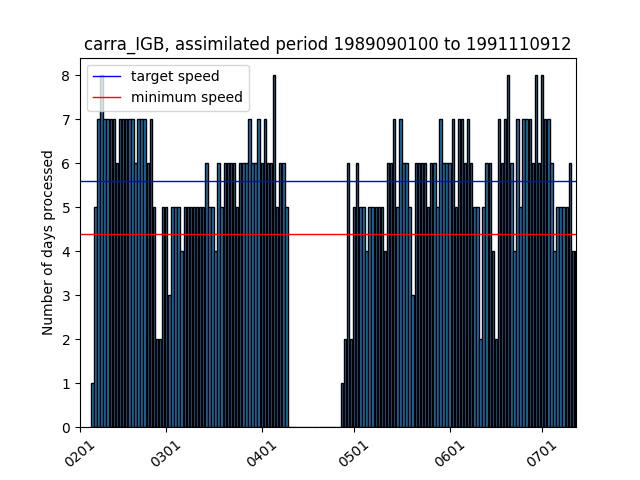 carra_IGB, assimilated period 1989090100 to 1991110912
target speed
minimum speed
Number of days processed
8
7
6
5
4
3
2
1
0
0201 0301 0401 0501 0601 0701